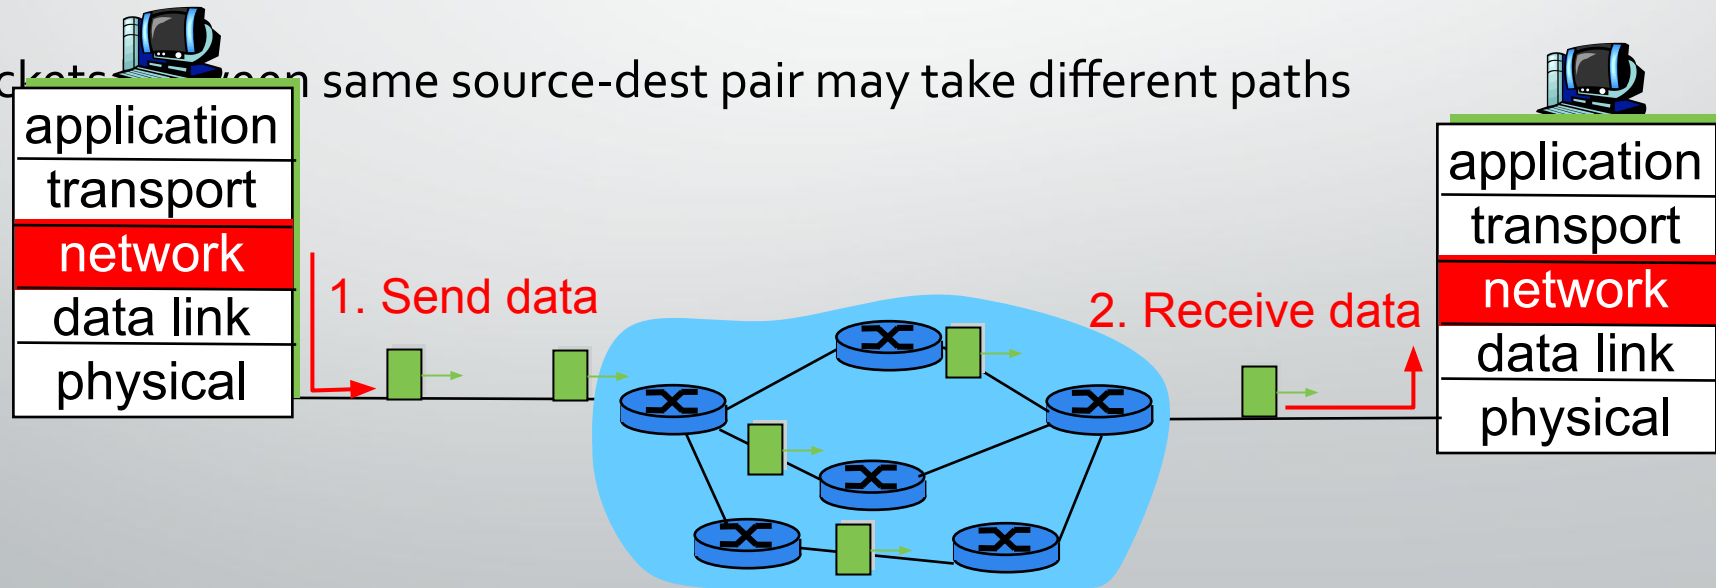 same source-dest pair may take different paths
application
transport
network
data link
physical
1. Send data
2. Receive data
application
transport
network
data link
physical